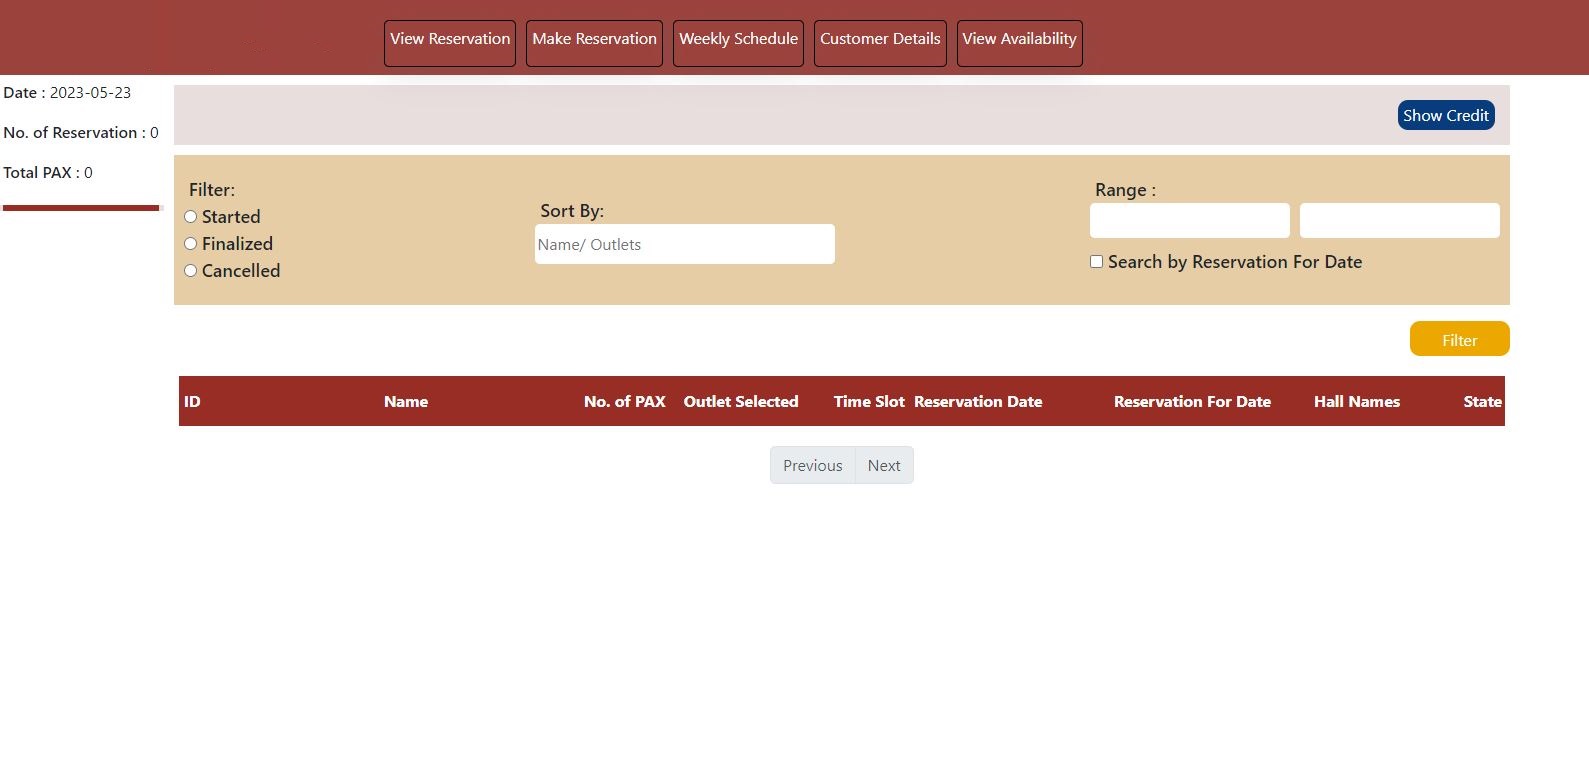 View Reservation Make Reservation Weekly Schedule Customer Details View Availability
Date : 2023-05-23
No. of Reservation : 0
Total PAX : 0
Show Credit
Filter:
Started
Finalized
Cancelled
Sort By:
Name/ Outlets
Range :
Search by Reservation For Date
Filter
ID Name No. of PAX Outlet Selected Time Slot Reservation Date Reservation For Date Hall Names State
Previous Next